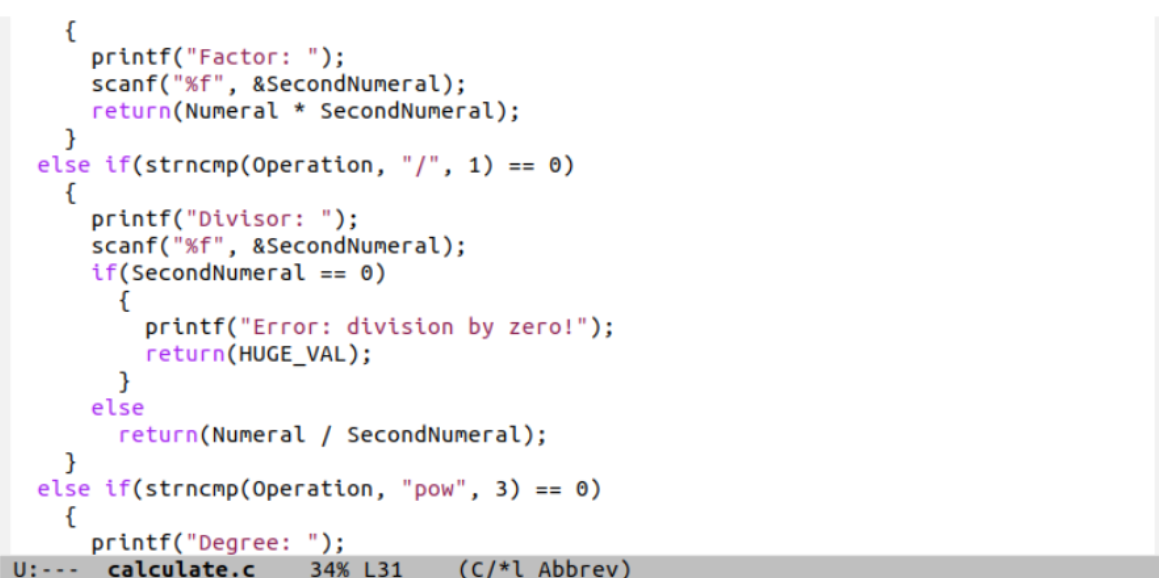 {
printf("Factor: ");
scanf("%f", &SecondNumeral);
return(Numeral * SecondNumeral);
}
else if(strncmp(Operation, "/", 1) == 0)
{
printf("Divisor: ");
scanf("%f", &SecondNumeral);
if(SecondNumeral == 0)
{
printf("Error: division by zero!");
return(HUGE_VAL);
}
else
return(Numeral / SecondNumeral);
}
else if(strncmp(Operation, "pow", 3) == 0)
{
printf("Degree: ");
U:--- calculate.c 34% L31 (C/*l Abbrev)